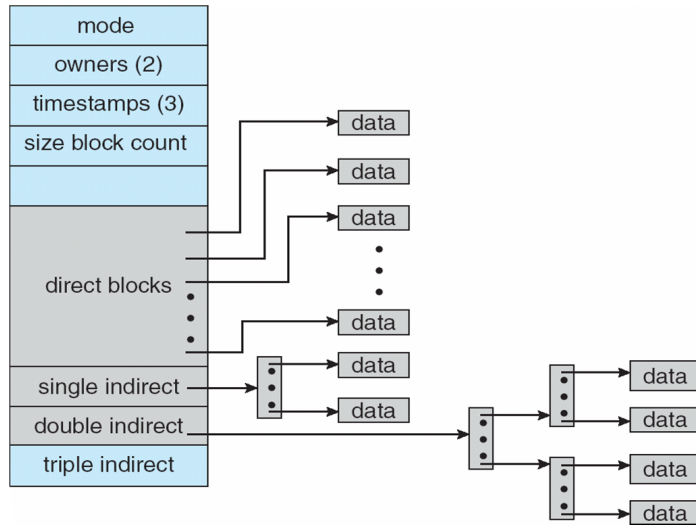 mode
owners (2)
timestamps (3)
size block count
data
data
data
direct blocks
data
data
single indirect
data
double indirect
triple indirect
data
data
data
data